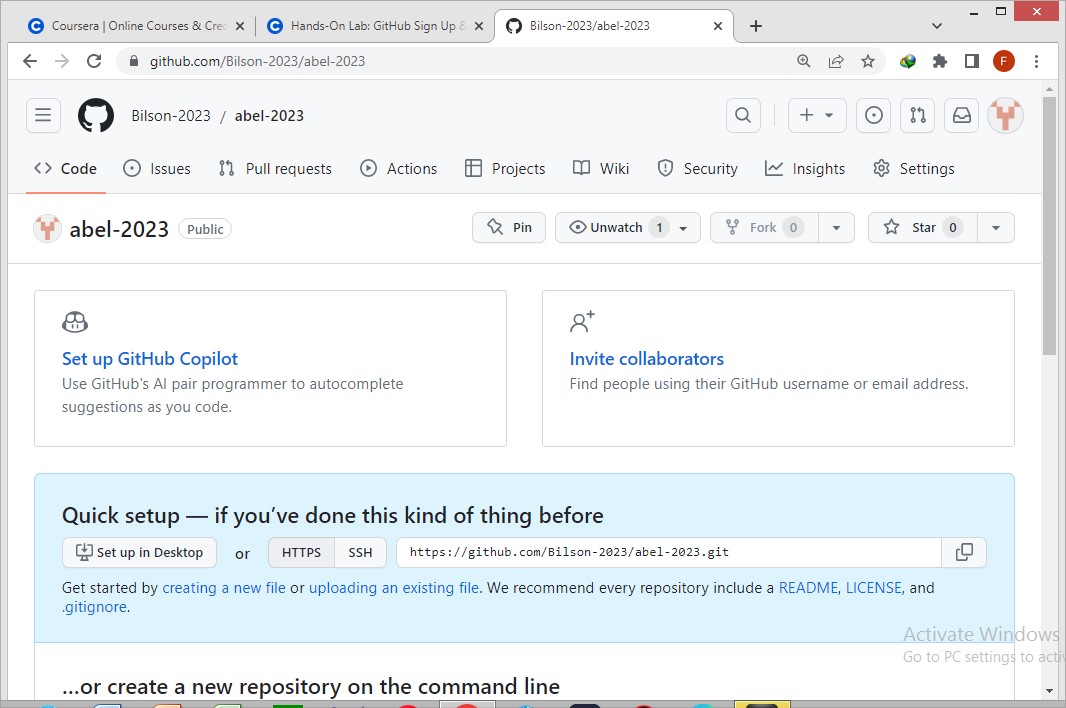 Coursera | Online Courses & Cre
Hands-On Lab: GitHub Sign Up &
Bilson-2023/abel-2023
github.com/Bilson-2023/abel-2023
F
Bilson-2023 / abel-2023
Code
Issues
Pull requests
Actions
Projects
Wiki
Security
Insights
Settings
abel-2023 Public
Pin
Unwatch 1
Fork 0
Star 0
Set up GitHub Copilot
Use GitHub's AI pair programmer to autocomplete
suggestions as you code.
Invite collaborators
Find people using their GitHub username or email address.
Quick setup — if you’ve done this kind of thing before
Set up in Desktop or HTTPS SSH https://github.com/Bilson-2023/abel-2023.git
Get started by creating a new file or uploading an existing file. We recommend every repository include a README, LICENSE, and
.gitignore.
Activate Windows
Go to PC settings to acti
…or create a new repository on the command line